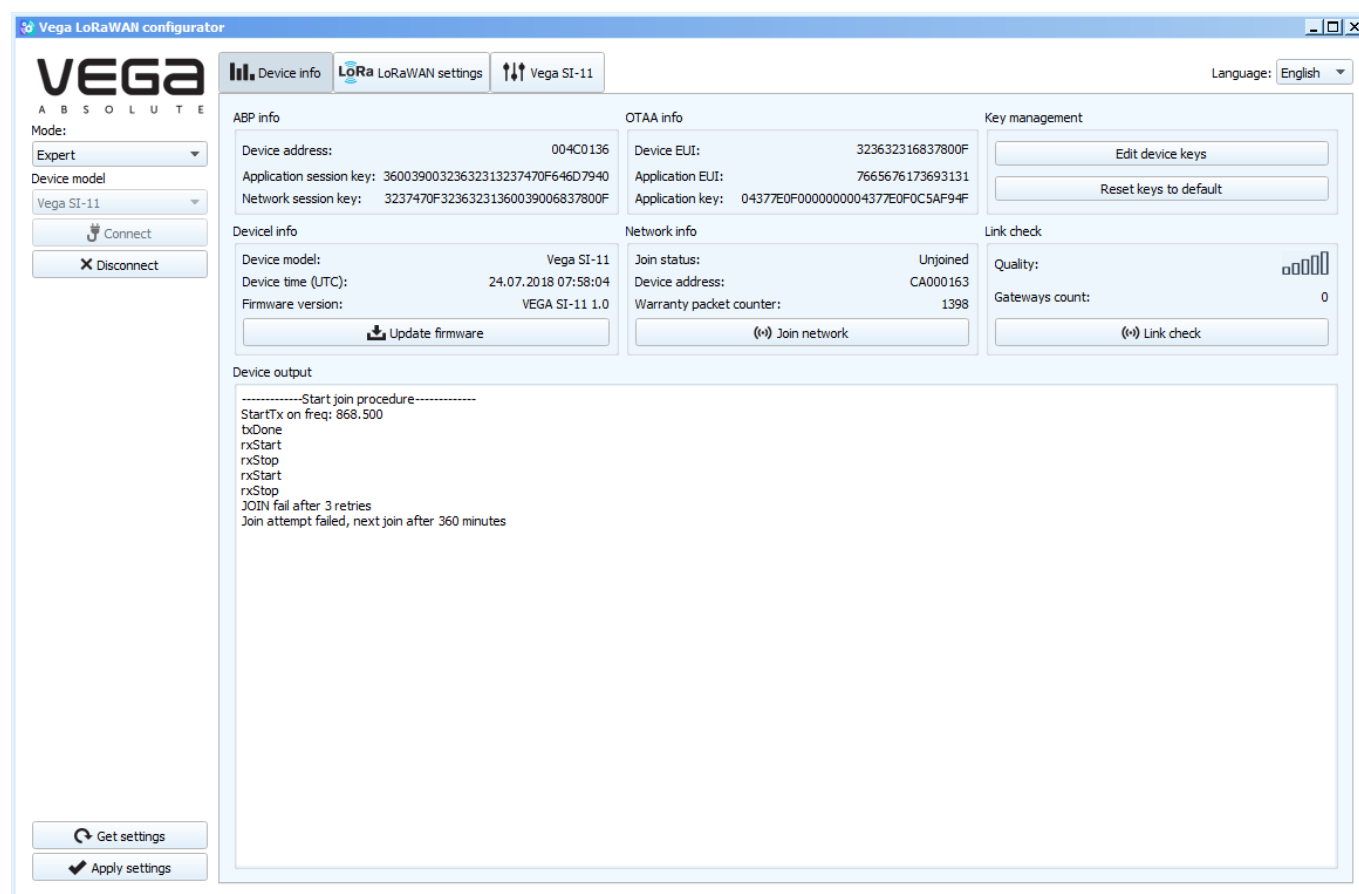 Vega LoRaWAN configurator
VEGA
ABSOLUTE
Mode:
Expert
Device model
Vega SI-11
Connect
Disconnect
Get settings
Apply settings
Device info
LoRa LoRaWAN settings
Vega SI-11
Language: English
ABP info
Device address: 004C0136
Application session key: 36003900323632313237470F646D7940
Network session key: 3237470F32363231360039006837800F
OTAA info
Device EUI: 323632316837800F
Application EUI: 7665676173693131
Application key: 04377E0F0000000004377E0F0C5AF94F
Key management
Edit device keys
Reset keys to default
Devicel info
Device model: Vega SI-11
Device time (UTC): 24.07.2018 07:58:04
Firmware version: VEGA SI-11 1.0
Update firmware
Network info
Join status: Unjoined
Device address: CA000163
Warranty packet counter: 1398
Join network
Link check
Quality:
Gateways count: 0
Link check
Device output
-------------Start join procedure-------------
StartTx on freq: 868.500
txDone
rxStart
rxStop
rxStart
rxStop
JOIN fail after 3 retries
Join attempt failed, next join after 360 minutes